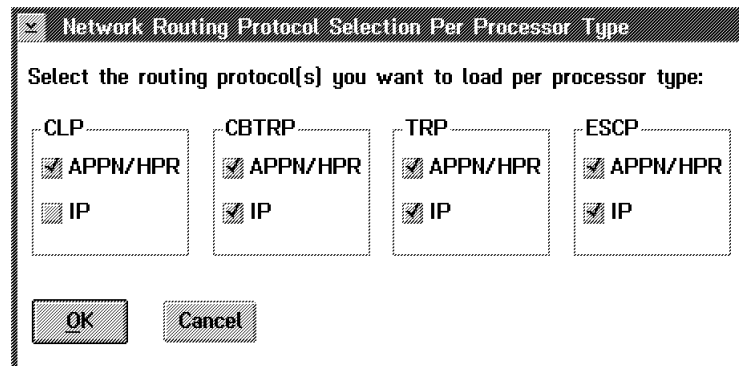 Network Routing Protocol Selection Per Processor Type
Select the routing protocol(s) you want to load per processor type:
CLP CBTRP TRP ESCP
APPN/HPR APPN/HPR APPN/HPR APPN/HPR
IP IP IP IP
OK Cancel